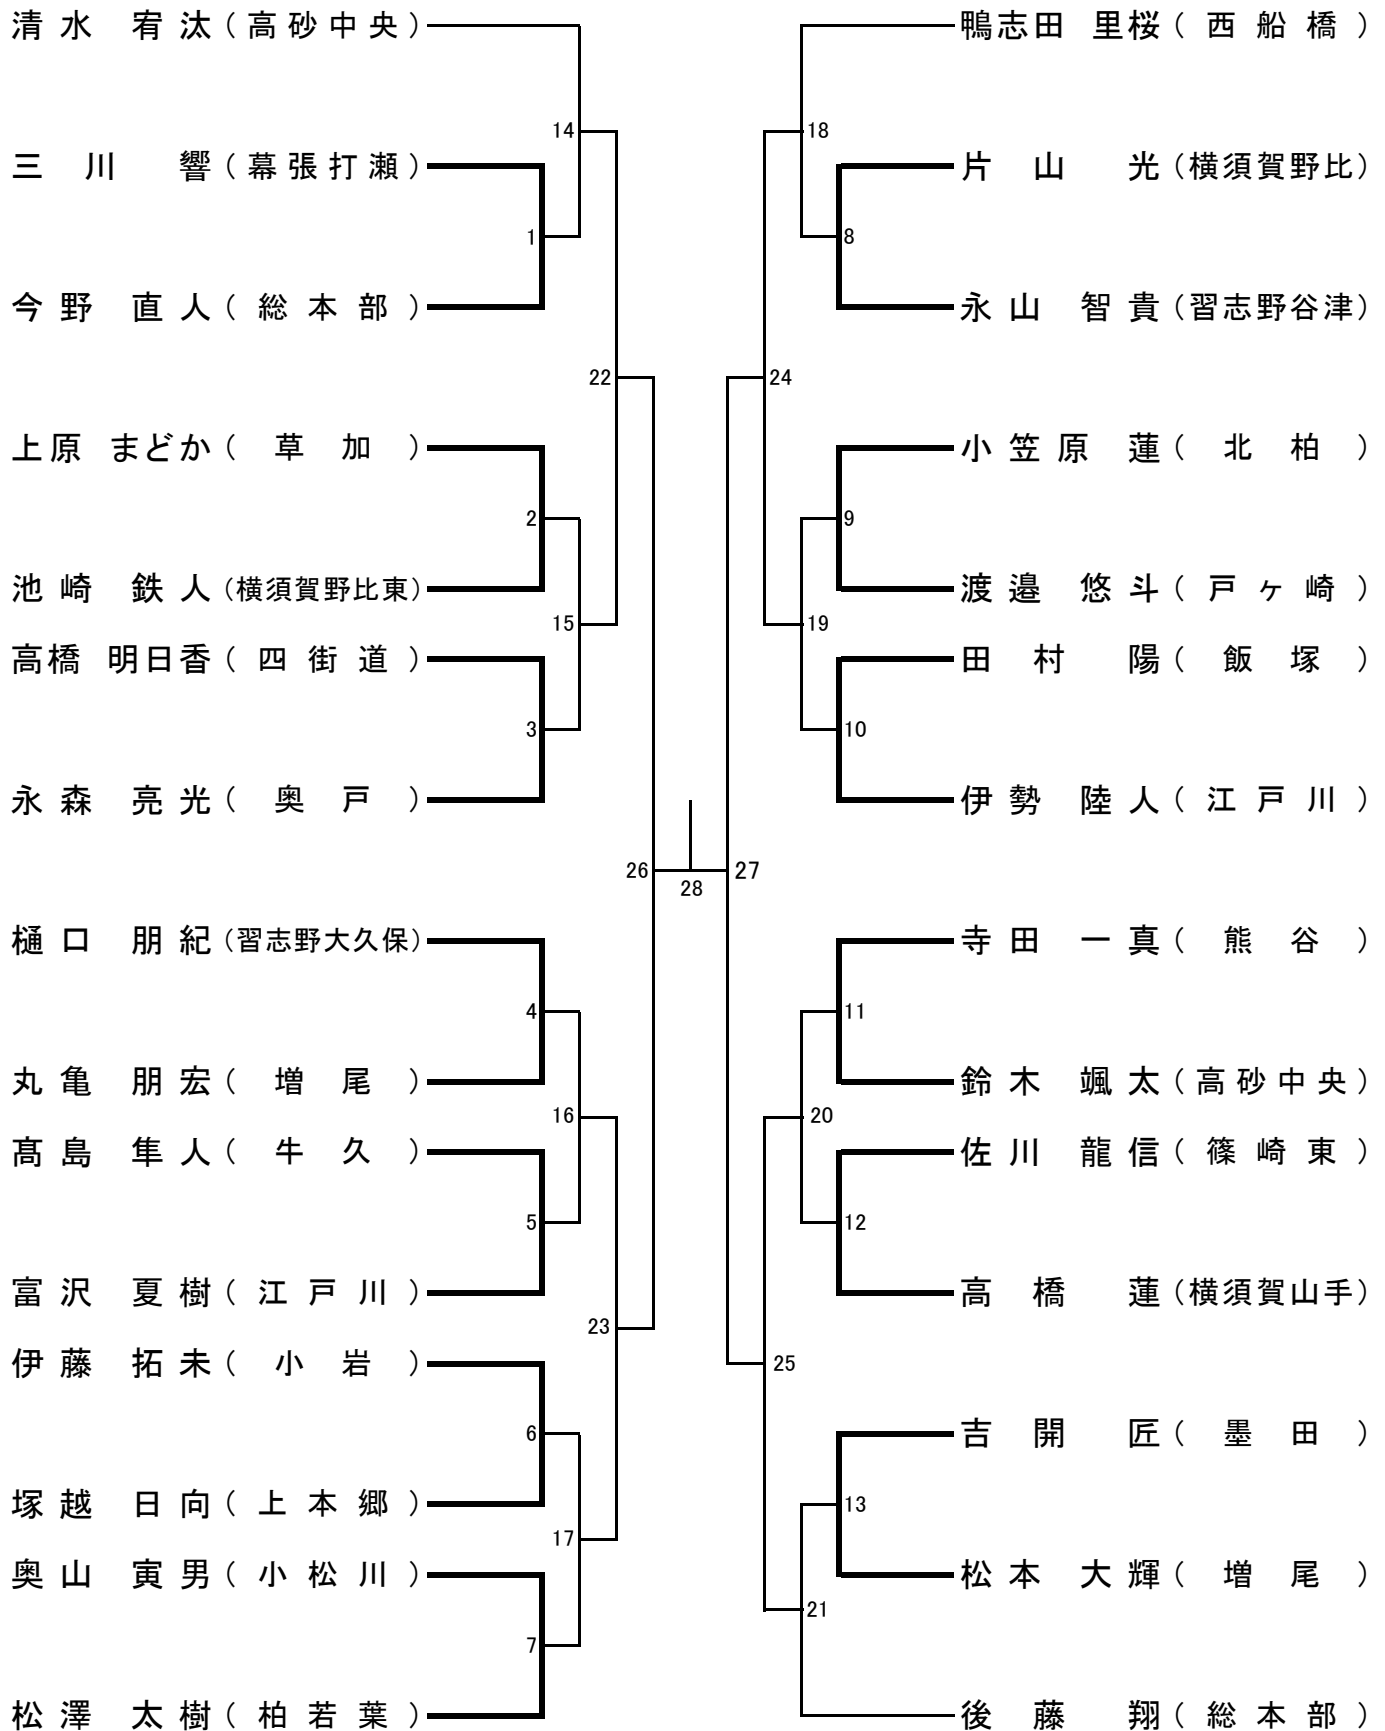 清水 宥汰(高砂中央)
14
三川 響(幕張打瀬)
1
今野 直人(総本部)
22
上原 まどか(草加)
2
池崎 鉄人(横須賀野比東)
15
高橋 明日香(四街道)
3
永森 亮光(奥戸)
26
28
樋口 朋紀(習志野大久保)
4
丸亀 朋宏(増尾)
16
髙島 隼人(牛久)
5
富沢 夏樹(江戸川)
23
伊藤 拓未(小岩)
6
塚越 日向(上本郷)
17
奥山 寅男(小松川)
7
松澤 太樹(柏若葉)
鴨志田 里桜(西船橋)
18
片山 光(横須賀野比)
8
永山 智貴(習志野谷津)
24
小笠原 蓮(北柏)
9
渡邉 悠斗(戸ヶ崎)
19
田村 陽(飯塚)
10
伊勢 陸人(江戸川)
27
寺田 一真(熊谷)
11
鈴木 颯太(高砂中央)
20
佐川 龍信(篠崎東)
12
高橋 蓮(横須賀山手)
25
吉開 匠(墨田)
13
松本 大輝(増尾)
21
後藤 翔(総本部)